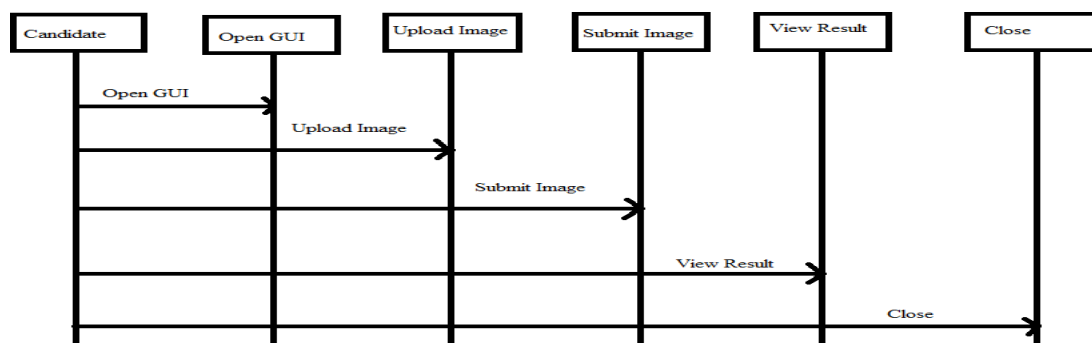 Candidate
Open GUI
Upload Image
Submit Image
View Result
Close
Open GUI
Upload Image
Submit Image
View Result
Close